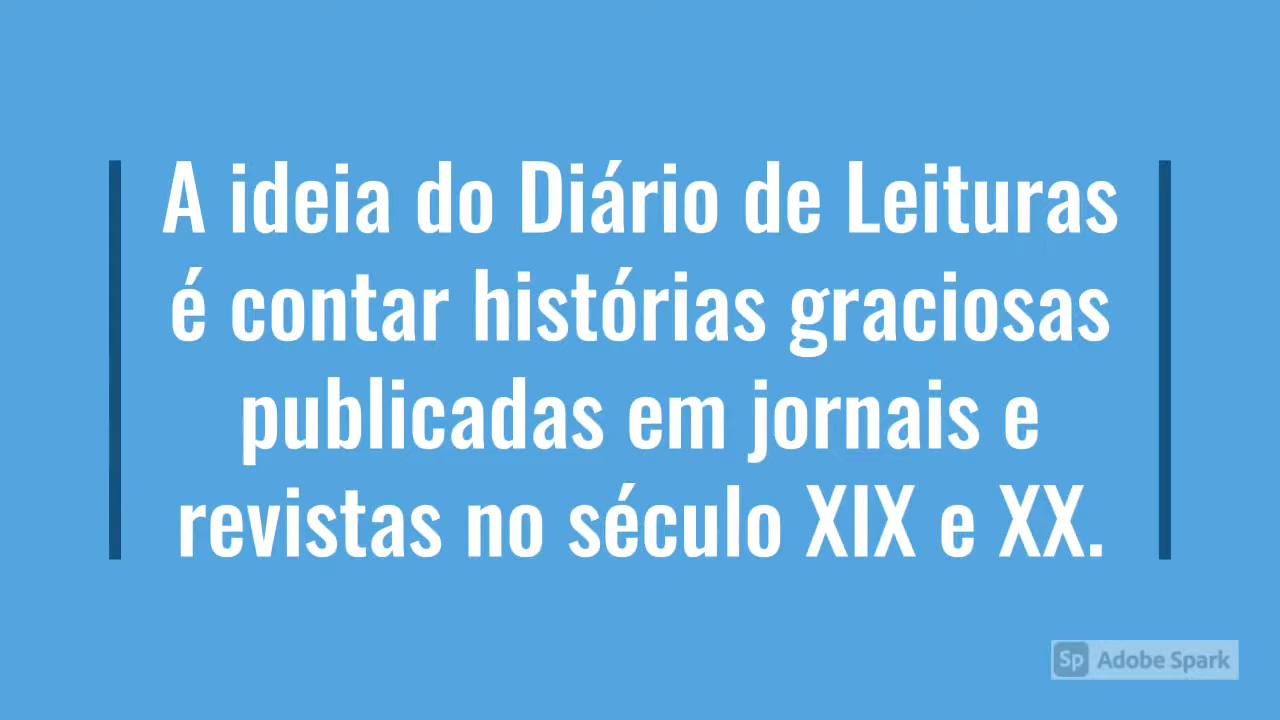 A ideia do Diário de Leituras
é contar histórias graciosas
publicadas em jornais e
revistas no século XIX e XX.
Sp Adobe Spark